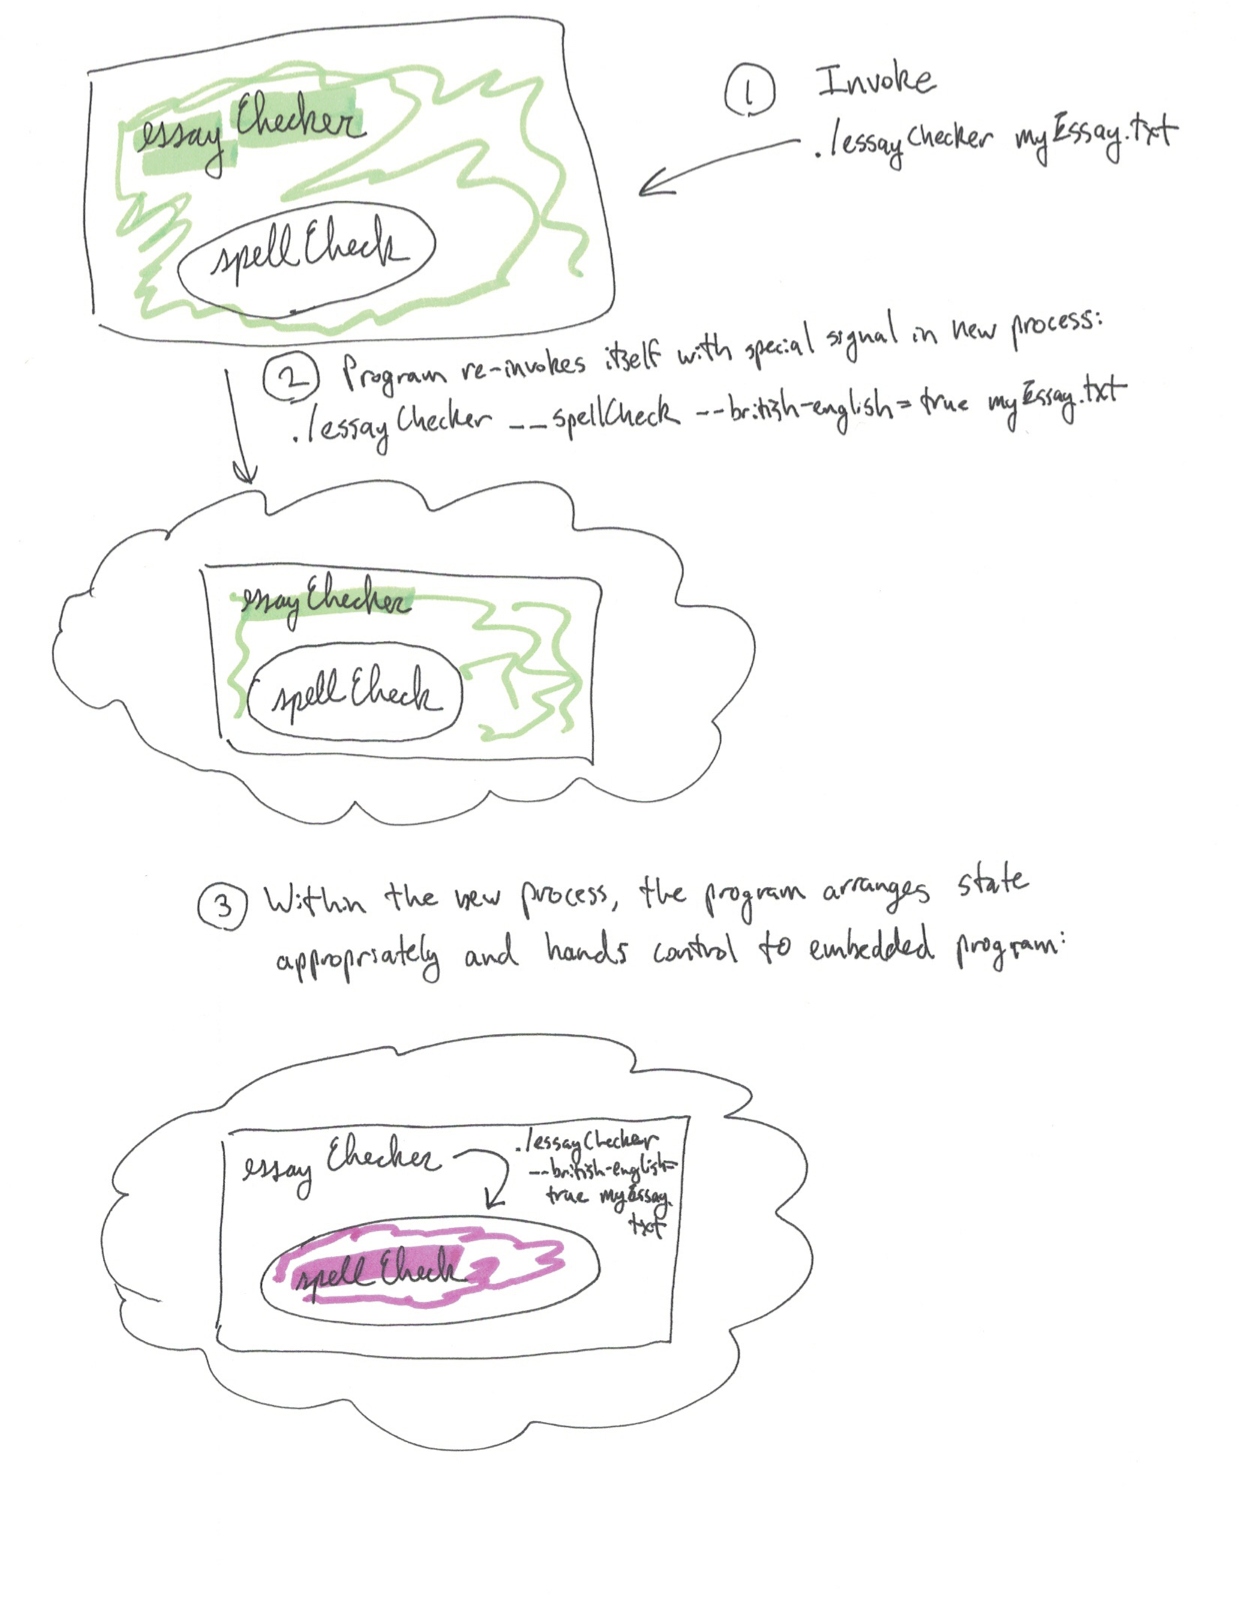 essay Checker
spell Check
① Invoke
./essayChecker myEssay.txt
② Program re-invokes itself with special signal in new process:
./essayChecker __spellCheck --british-english=true myEssay.txt
essay Checker
spell Check
③ Within the new process, the program arranges state
appropriately and hands control to embedded program:
essay Checker
./essayChecker
--british-english=
true myEssay.
txt
spell Check